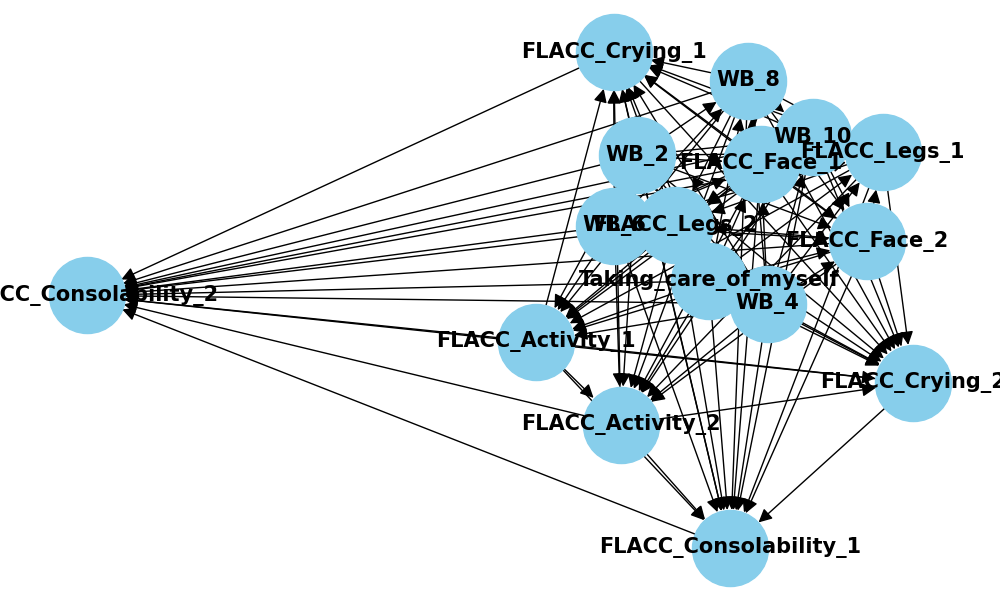 FLACC_Crying_1
WB_8
WB_10
FLACC_Legs_1
WB_2
FLACC_Face_1
WB_6
FLACC_Legs_2
FLACC_Face_2
Taking_care_of_myself
CC_Consolability_2
WB_4
FLACC_Activity_1
FLACC_Crying_2
FLACC_Activity_2
FLACC_Consolability_1